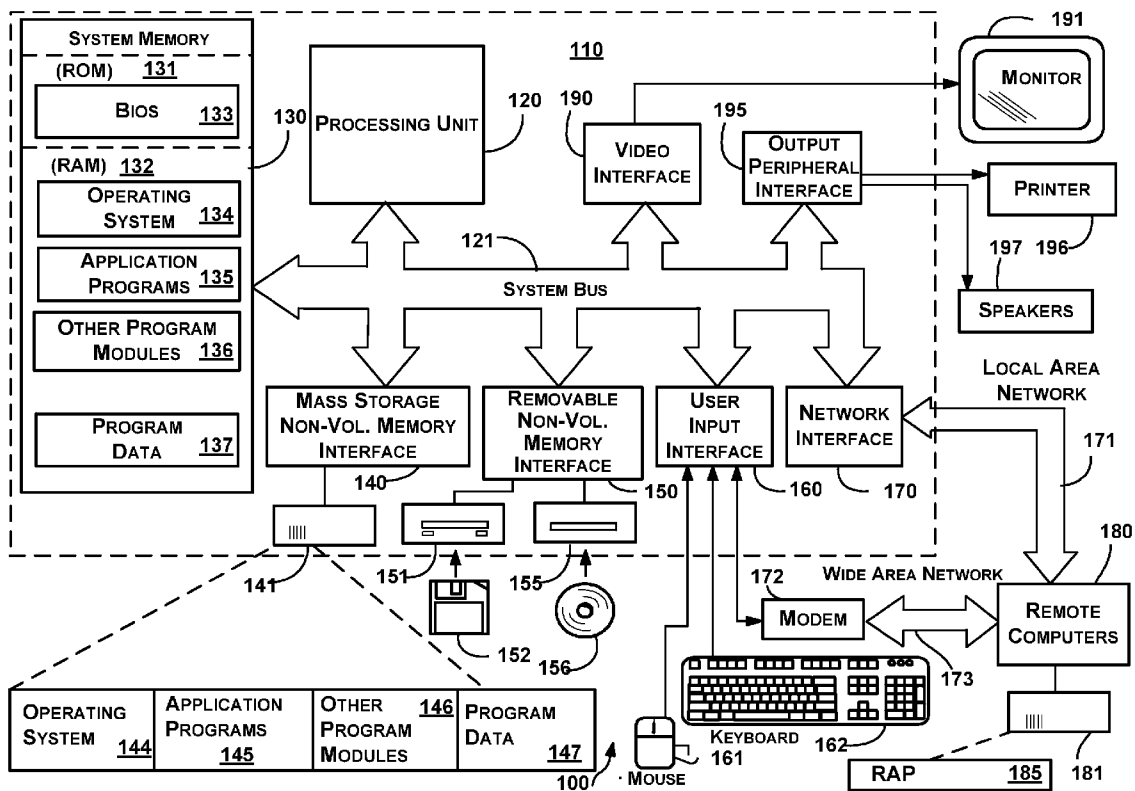 SYSTEM MEMORY
(ROM) 131
BIOS 133
(RAM) 132
OPERATING
SYSTEM 134
APPLICATION
PROGRAMS 135
OTHER PROGRAM
MODULES 136
PROGRAM
DATA 137
130
110
PROCESSING UNIT
120
190
VIDEO
INTERFACE
195
OUTPUT
PERIPHERAL
INTERFACE
191
MONITOR
PRINTER
196
197
SPEAKERS
121
SYSTEM BUS
MASS STORAGE
NON-VOL. MEMORY
INTERFACE
140
REMOVABLE
NON-VOL.
MEMORY
INTERFACE
150
USER
INPUT
INTERFACE
160
NETWORK
INTERFACE
170
LOCAL AREA
NETWORK
171
141
151
152
155
156
172
MODEM
WIDE AREA NETWORK
173
180
REMOTE
COMPUTERS
OPERATING
SYSTEM 144
APPLICATION
PROGRAMS
145
OTHER
PROGRAM
MODULES
146
PROGRAM
DATA
147
100
MOUSE
161
KEYBOARD
162
RAP 185
181